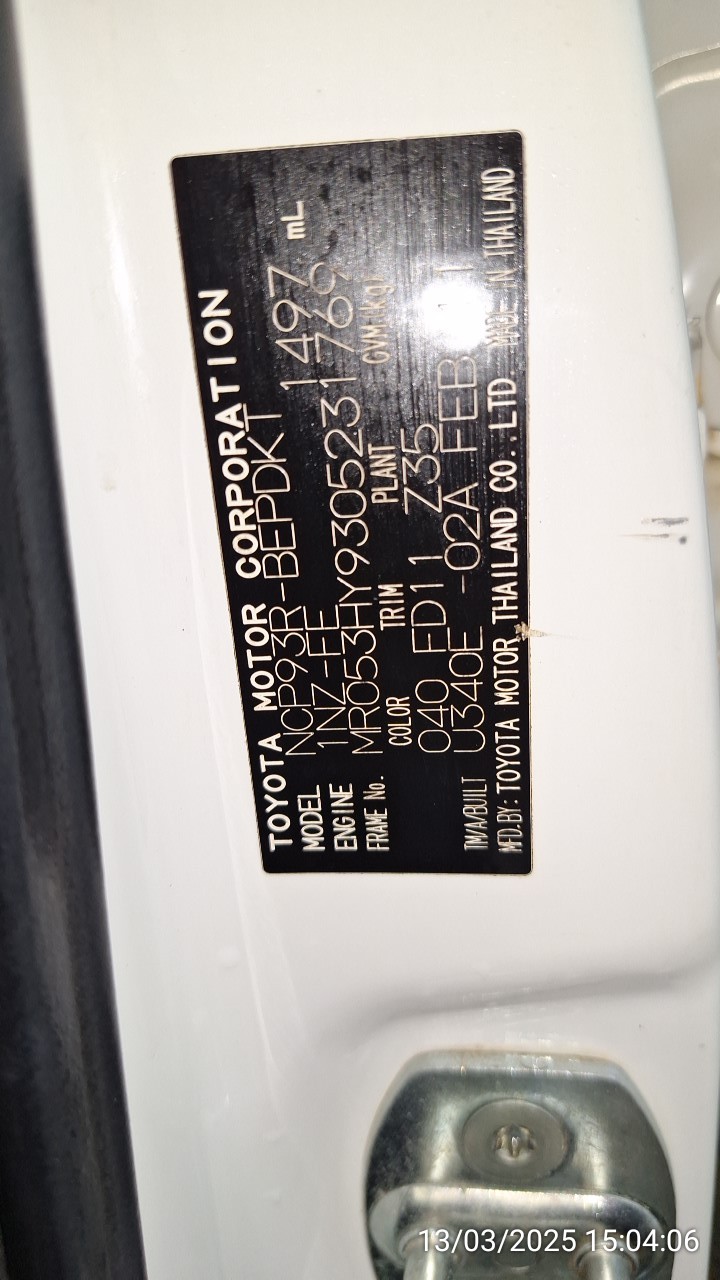 TOYOTA MOTOR CORPORATION
MODEL NCP93R-BEPDKT 1497 mL
ENGINE 1NZ-FE
FRAME No. MR053HY9305231769
COLOR TRIM PLANT GVM(kg)
040 FD11 Z35
TM/A/BUILT U340E -02A FEB
MFD.BY: TOYOTA MOTOR THAILAND CO.,LTD. MADE IN THAILAND
13/03/2025 15:04:06